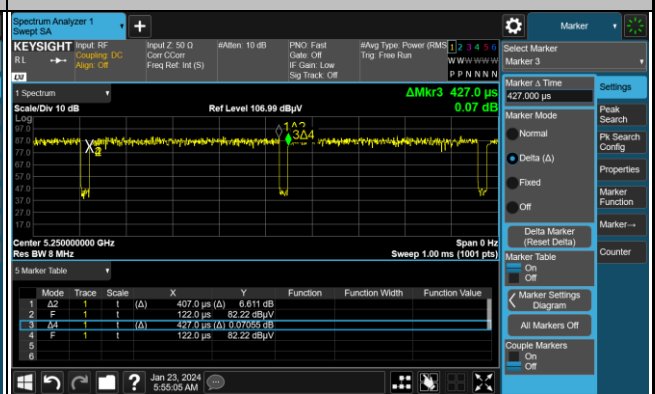 Spectrum Analyzer 1
Swept SA
+
Marker
KEYSIGHT
RL
LXI
Input: RF
Coupling: DC
Align: Off
Input Z: 50 Ω
Corr CCorr
Freq Ref: Int (S)
#Atten: 10 dB
PNO: Fast
Gate: Off
IF Gain: Low
Sig Track: Off
#Avg Type: Power (RMS
Trig: Free Run
1 2 3 4 5 6
W W W W W W
P P N N N N
Select Marker
Marker 3
1 Spectrum
Scale/Div 10 dB
Ref Level 106.99 dBµV
ΔMkr3 427.0 µs
0.07 dB
Log
97.0
87.0
77.0
67.0
57.0
47.0
37.0
27.0
17.0
2
1Δ2
3Δ4
Center 5.250000000 GHz
Res BW 8 MHz
Span 0 Hz
Sweep 1.00 ms (1001 pts)
5 Marker Table
Mode Trace Scale X Y Function Function Width Function Value
1 Δ2 1 t (Δ) 407.0 µs (Δ) 6.611 dB
2 F 1 t 122.0 µs 82.22 dBµV
3 Δ4 1 t (Δ) 427.0 µs (Δ) 0.07055 dB
4 F 1 t 122.0 µs 82.22 dBµV
5
6
Marker Δ Time
427.000 µs
Marker Mode
Normal
Delta (Δ)
Fixed
Off
Delta Marker
(Reset Delta)
Marker Table
On
Off
Marker Settings
Diagram
All Markers Off
Couple Markers
On
Off
Settings
Peak
Search
Pk Search
Config
Properties
Marker
Function
Marker→
Counter
?
Jan 23, 2024
5:55:05 AM